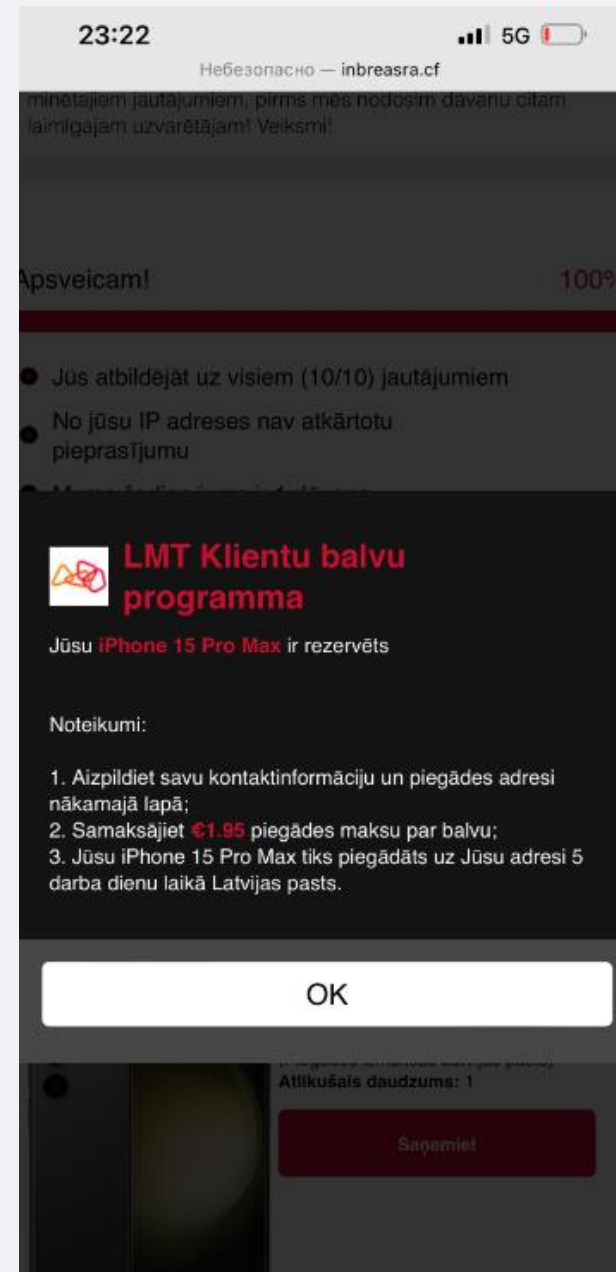 23:22
5G
Небезопасно — inbreasra.cf
minētajiem jautājumiem, pirms mēs nodosim dāvanu citam
laimīgajam uzvarētājam! Veiksmi!
Apsveicam! 100%
Jūs atbildējāt uz visiem (10/10) jautājumiem
No jūsu IP adreses nav atkārtotu
pieprasījumu
LMT Klientu balvu
programma
Jūsu iPhone 15 Pro Max ir rezervēts
Noteikumi:
1. Aizpildiet savu kontaktinformāciju un piegādes adresi
nākamajā lapā;
2. Samaksājiet €1.95 piegādes maksu par balvu;
3. Jūsu iPhone 15 Pro Max tiks piegādāts uz Jūsu adresi 5
darba dienu laikā Latvijas pasts.
OK
Atlikušais daudzums: 1
Saņemiet